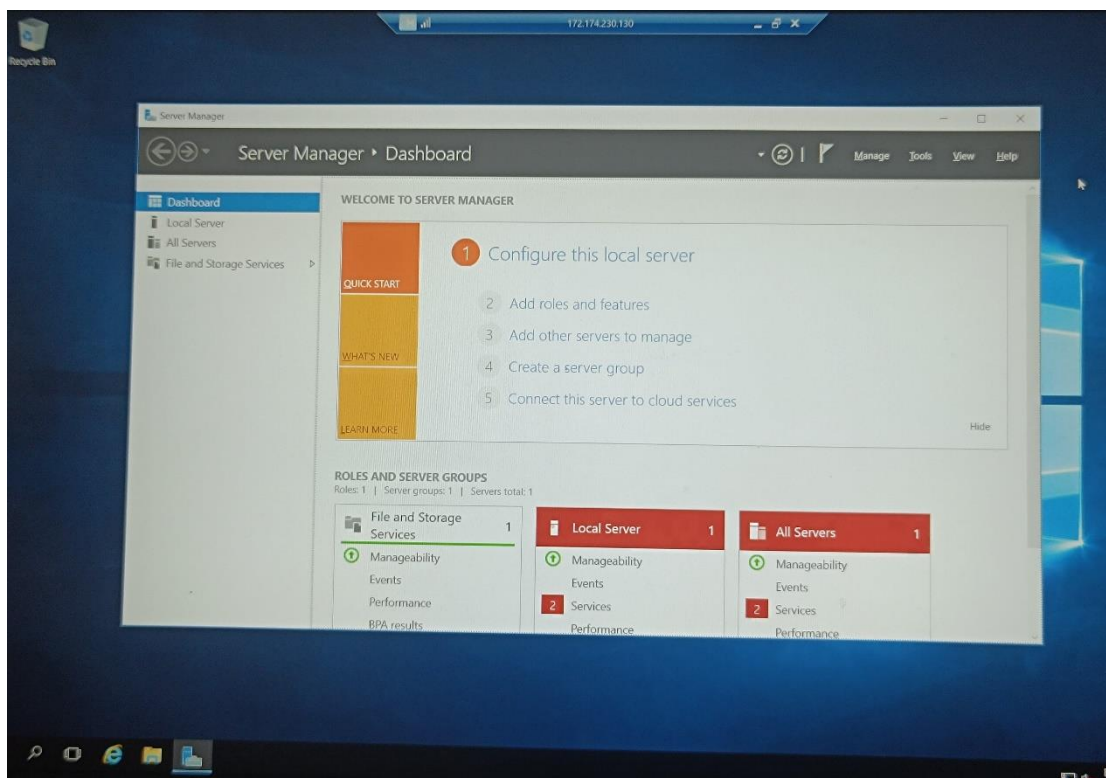 172.174.230.130
Recycle Bin
Server Manager
Server Manager • Dashboard
Manage Tools View Help
Dashboard
Local Server
All Servers
File and Storage Services
WELCOME TO SERVER MANAGER
QUICK START
WHAT'S NEW
LEARN MORE
1 Configure this local server
2 Add roles and features
3 Add other servers to manage
4 Create a server group
5 Connect this server to cloud services
Hide
ROLES AND SERVER GROUPS
Roles: 1 | Server groups: 1 | Servers total: 1
File and Storage
Services
1
Manageability
Events
Performance
BPA results
Local Server 1
Manageability
Events
2 Services
Performance
All Servers 1
Manageability
Events
2 Services
Performance